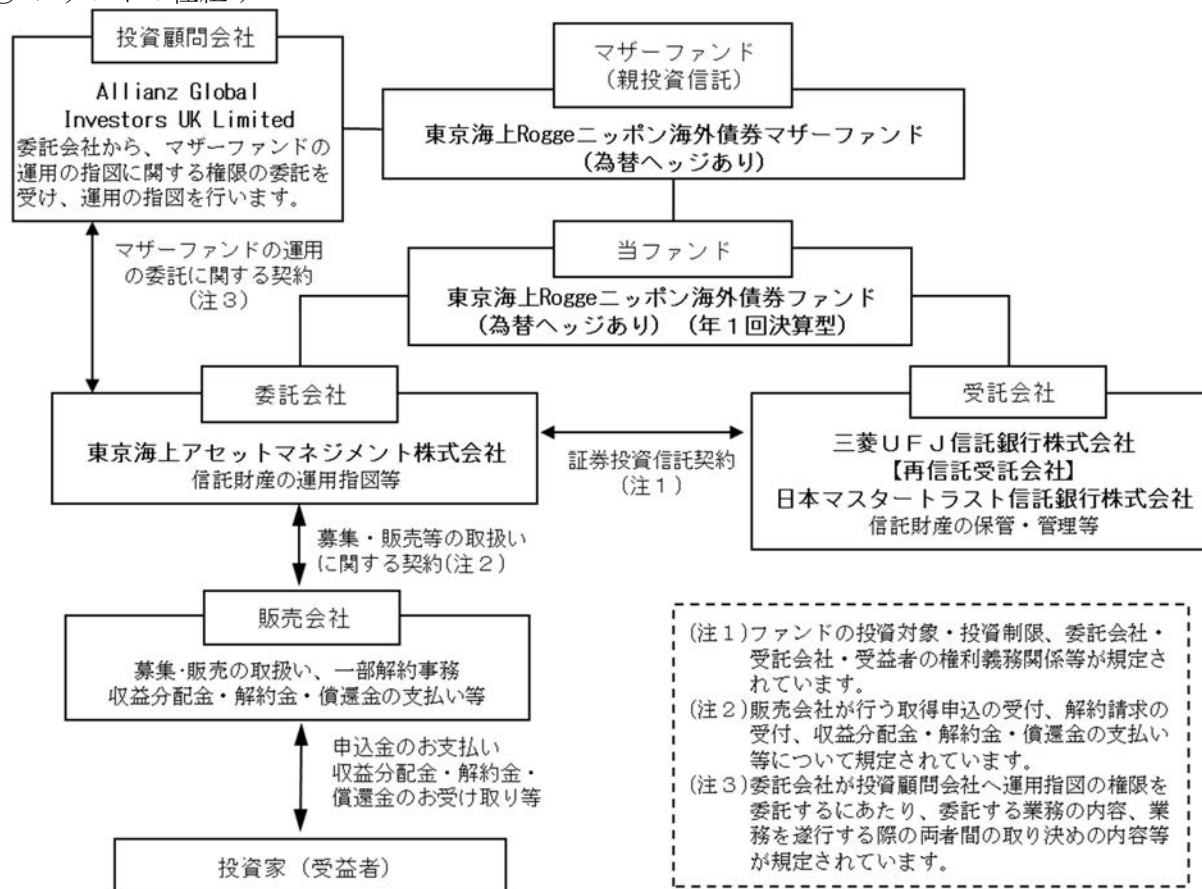 投資顧問会社
Allianz Global
Investors UK Limited
委託会社から、マザーファンドの
運用の指図に関する権限の委託を
受け、運用の指図を行います。
マザーファンド
(親投資信託)
東京海上Roggeニッポン海外債券マザーファンド
(為替ヘッジあり)
マザーファンドの運用
の委託に関する契約
(注3)
当ファンド
東京海上Roggeニッポン海外債券ファンド
(為替ヘッジあり) (年1回決算型)
委託会社
東京海上アセットマネジメント株式会社
信託財産の運用指図等
証券投資信託契約
(注1)
受託会社
三菱UFJ信託銀行株式会社
【再信託受託会社】
日本マスタートラスト信託銀行株式会社
信託財産の保管・管理等
募集・販売等の取扱い
に関する契約(注2)
販売会社
募集・販売の取扱い、一部解約事務
収益分配金・解約金・償還金の支払い等
申込金のお支払い
収益分配金・解約金・
償還金のお受け取り等
投資家(受益者)
(注1)ファンドの投資対象・投資制限、委託会社・
受託会社・受益者の権利義務関係等が規定さ
れています。
(注2)販売会社が行う取得申込の受付、解約請求の
受付、収益分配金・解約金・償還金の支払い
等について規定されています。
(注3)委託会社が投資顧問会社へ運用指図の権限を
委託するにあたり、委託する業務の内容、業
務を遂行する際の両者間の取り決めの内容等
が規定されています。